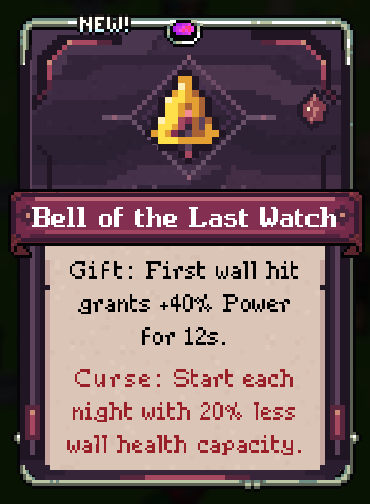 NEW!
Bell of the Last Watch
Gift: First wall hit
grants +40% Power
for 12s.
Curse: Start each
night with 20% less
wall health capacity.